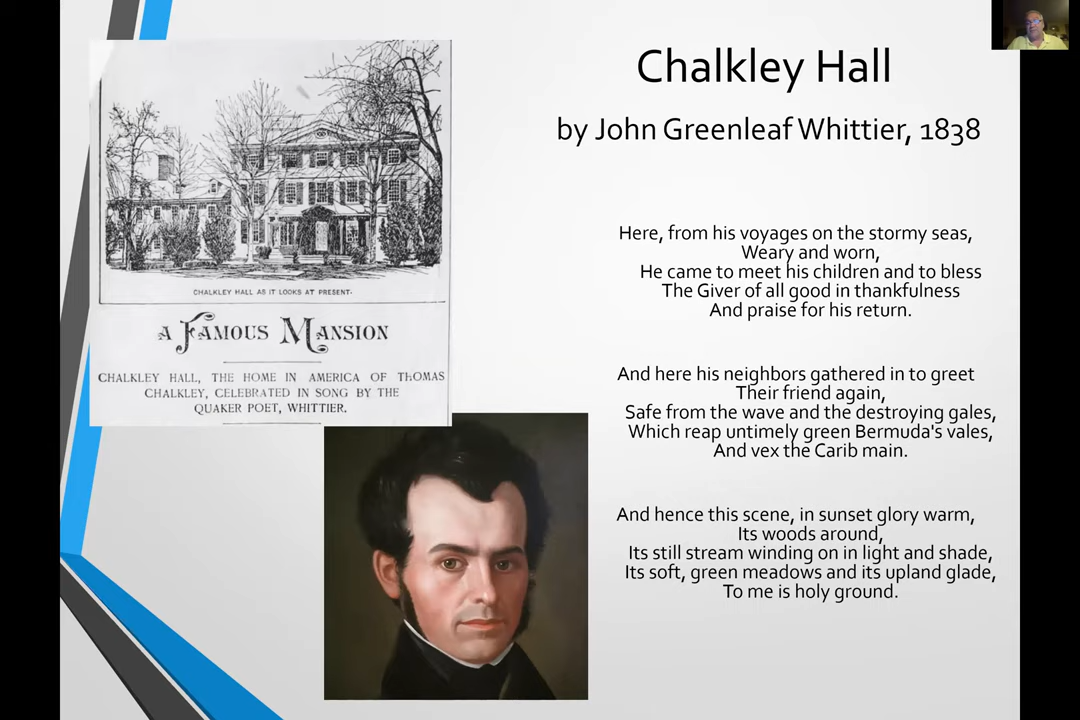 Chalkley Hall
by John Greenleaf Whittier, 1838
CHALKLEY HALL AS IT LOOKS AT PRESENT.
A FAMOUS MANSION
CHALKLEY HALL, THE HOME IN AMERICA OF THOMAS
CHALKLEY, CELEBRATED IN SONG BY THE
QUAKER POET, WHITTIER.
Here, from his voyages on the stormy seas,
Weary and worn,
He came to meet his children and to bless
The Giver of all good in thankfulness
And praise for his return.
And here his neighbors gathered in to greet
Their friend again,
Safe from the wave and the destroying gales,
Which reap untimely green Bermuda's vales,
And vex the Carib main.
And hence this scene, in sunset glory warm,
Its woods around,
Its still stream winding on in light and shade,
Its soft, green meadows and its upland glade,
To me is holy ground.